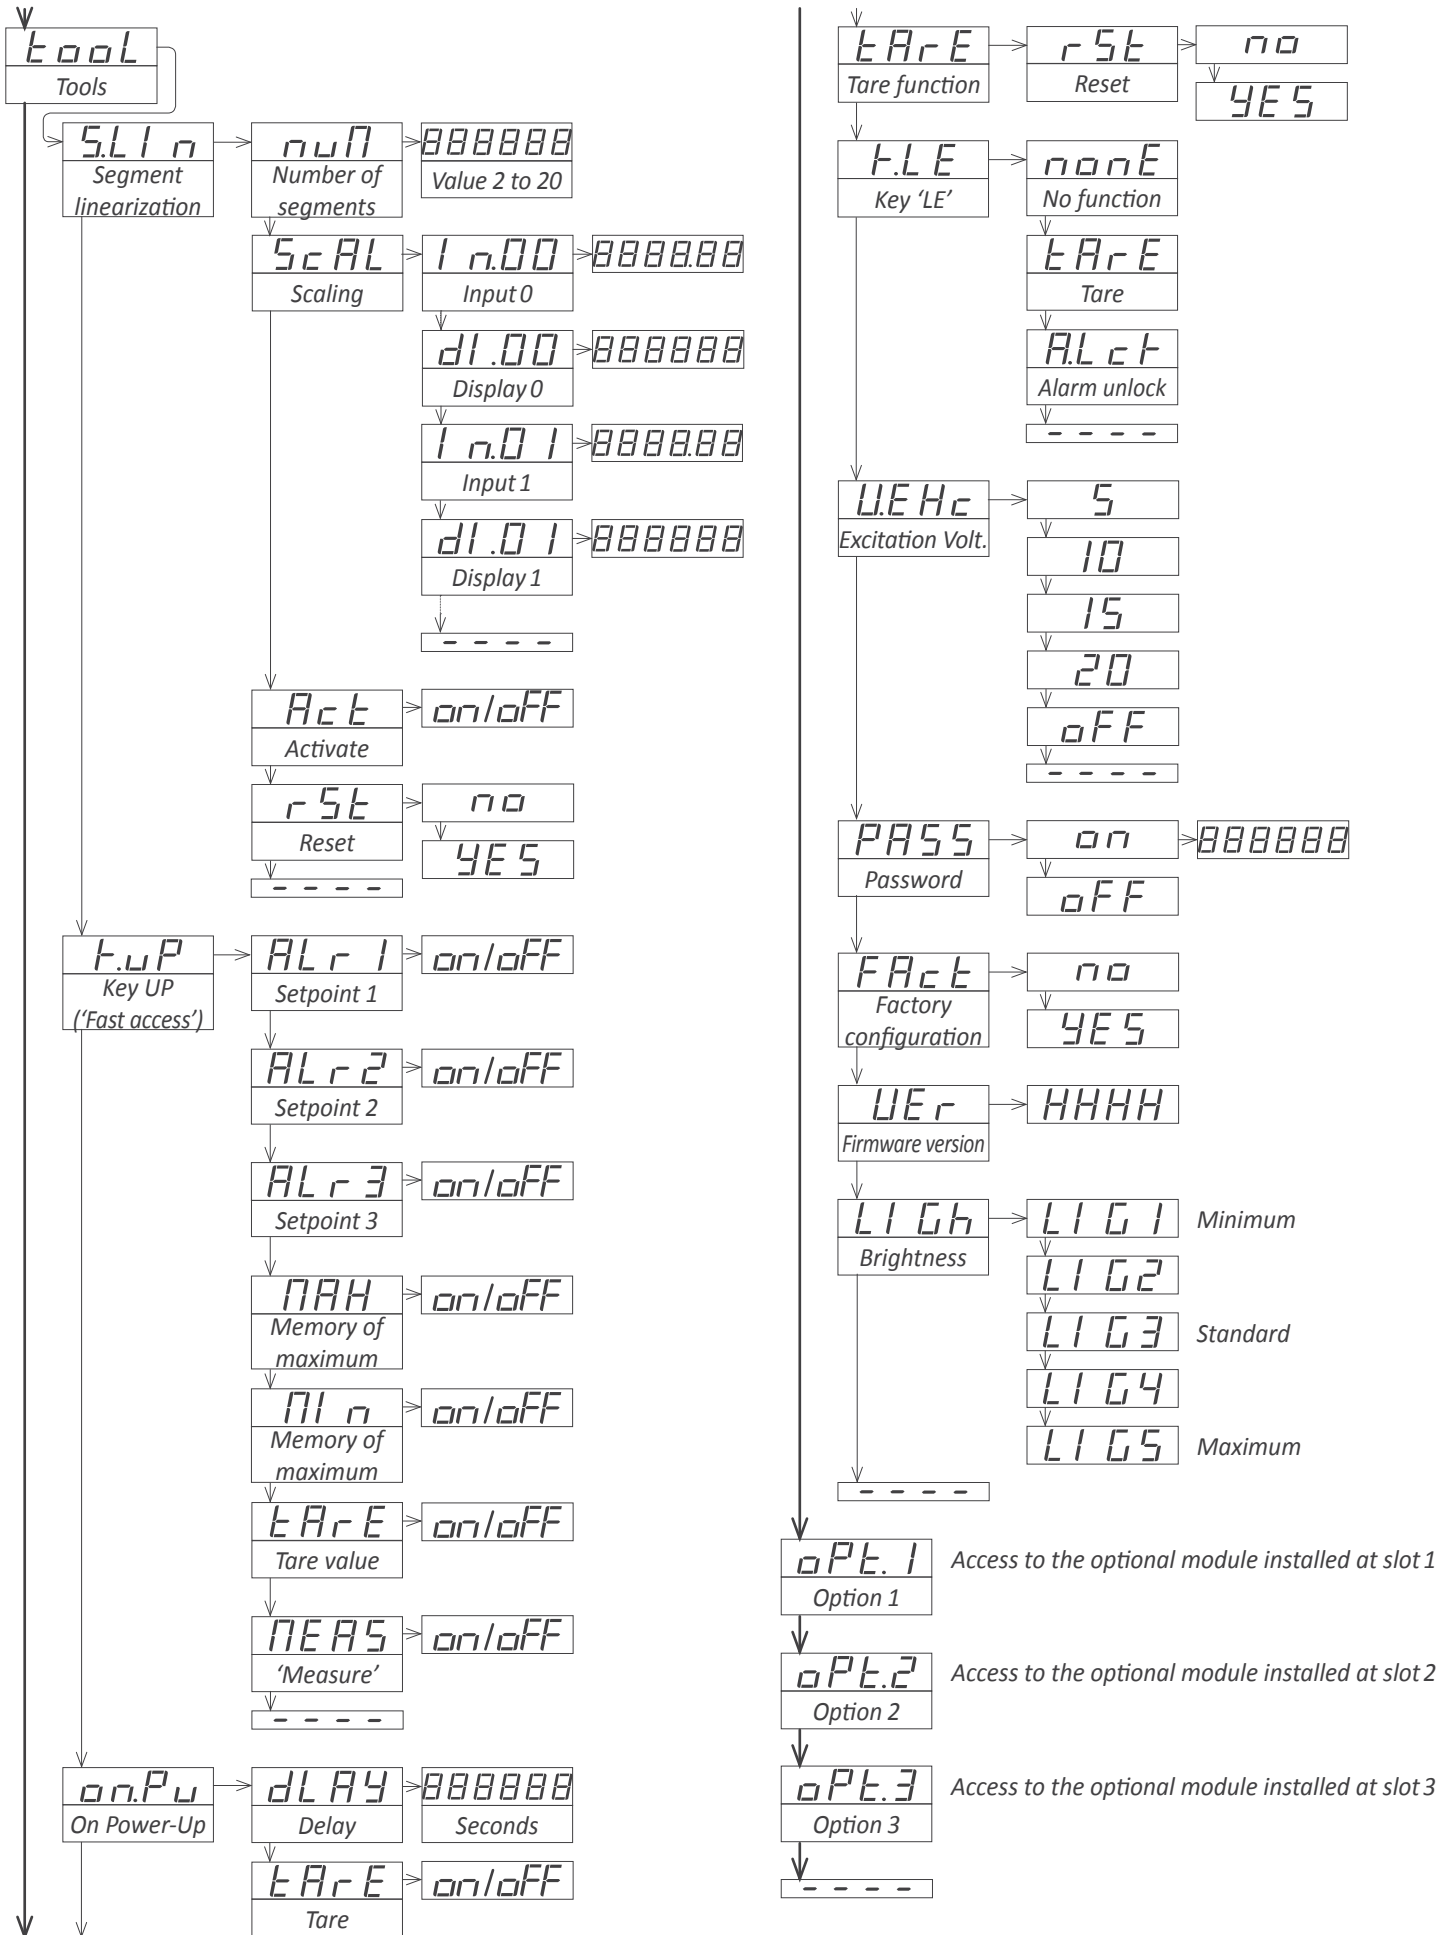 tool
Tools
S.LIn
Segment
linearization
nuM
Number of
segments
888888
Value 2 to 20
ScAL
Scaling
In.00
Input 0
8888.88
dI.00
Display 0
888888
In.01
Input 1
8888.88
dI.01
Display 1
888888
- - - -
Act
Activate
on/oFF
rSt
Reset
no
YES
- - - -
k.uP
Key UP
(‘Fast access’)
ALr1
Setpoint 1
on/oFF
ALr2
Setpoint 2
on/oFF
ALr3
Setpoint 3
on/oFF
MAH
Memory of
maximum
on/oFF
MIn
Memory of
maximum
on/oFF
tArE
Tare value
on/oFF
MEAS
‘Measure’
on/oFF
- - - -
on.Pu
On Power-Up
dLAY
Delay
888888
Seconds
tArE
Tare
on/oFF
tArE
Tare function
rSt
Reset
no
YES
k.LE
Key ‘LE’
nonE
No function
tArE
Tare
A.Lck
Alarm unlock
- - - -
U.EHc
Excitation Volt.
5
10
15
20
oFF
- - - -
PASS
Password
on
888888
oFF
FAct
Factory
configuration
no
YES
UEr
Firmware version
HHHH
LIGh
Brightness
LIG1
Minimum
LIG2
LIG3
Standard
LIG4
LIG5
Maximum
- - - -
oPt.1
Option 1
Access to the optional module installed at slot 1
oPt.2
Option 2
Access to the optional module installed at slot 2
oPt.3
Option 3
Access to the optional module installed at slot 3
- - - -